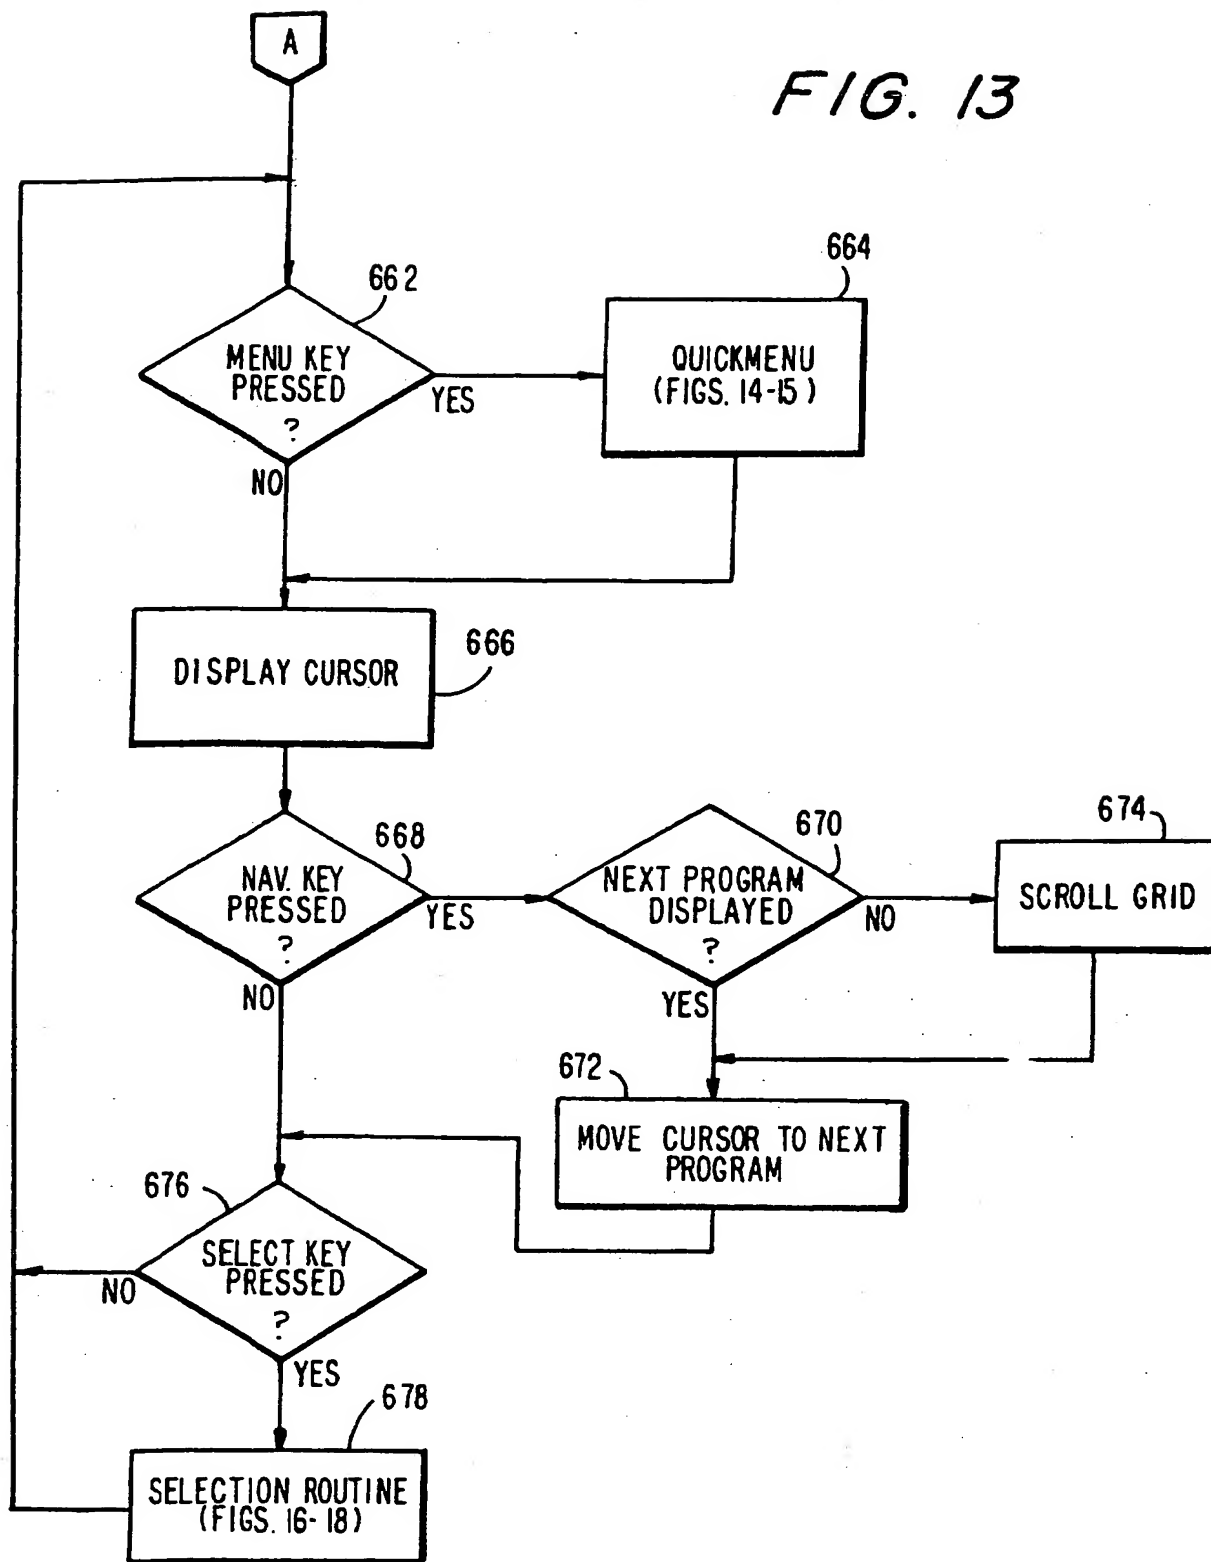 A
FIG. 13
662
664
MENU KEY
PRESSED
?
YES
NO
QUICKMENU
(FIGS. 14-15)
DISPLAY CURSOR
666
668
670
674
NAV. KEY
PRESSED
?
YES
NO
NEXT PROGRAM
DISPLAYED
?
NO
YES
SCROLL GRID
672
MOVE CURSOR TO NEXT
PROGRAM
676
SELECT KEY
PRESSED
?
NO
YES
678
SELECTION ROUTINE
(FIGS. 16-18)